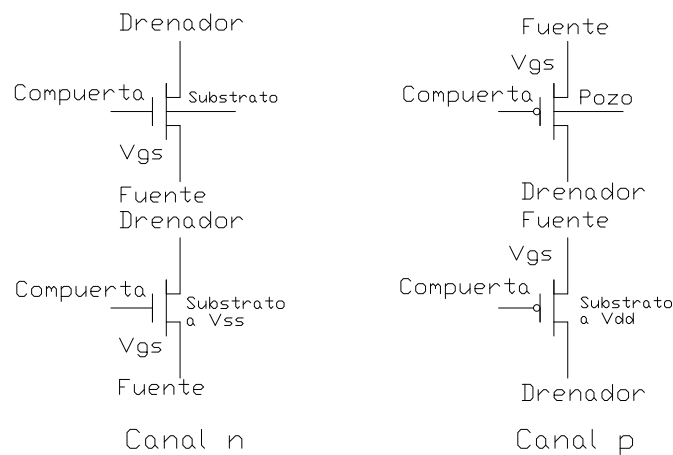 Drenador
Compuerta
Substrato
Vgs
Fuente
Drenador
Compuerta
Substrato
a Vss
Vgs
Fuente
Canal n
Fuente
Vgs
Compuerta
Pozo
Drenador
Fuente
Vgs
Compuerta
Substrato
a Vdd
Drenador
Canal p